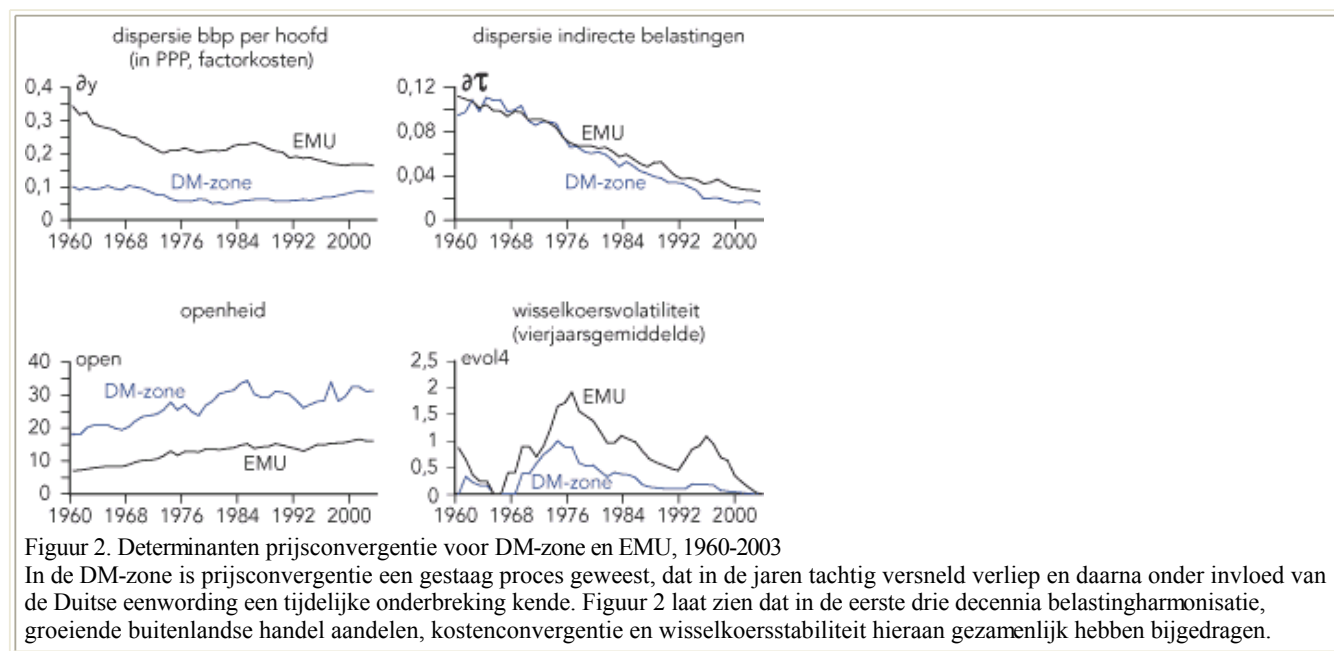 dispersie bbp per hoofd
(in PPP, factorkosten)
∂y
0,4
0,3
0,2
0,1
0
EMU
DM-zone
1960 1968 1976 1984 1992 2000
dispersie indirecte belastingen
∂τ
0,12
0,08
0,04
0
EMU
DM-zone
1960 1968 1976 1984 1992 2000
openheid
open
40
30
20
10
0
DM-zone
EMU
1960 1968 1976 1984 1992 2000
wisselkoersvolatiliteit
(vierjaarsgemiddelde)
evol4
2,5
2
1,5
1
0,5
0
EMU
DM-zone
1960 1968 1976 1984 1992 2000
Figuur 2. Determinanten prijsconvergentie voor DM-zone en EMU, 1960-2003
In de DM-zone is prijsconvergentie een gestaag proces geweest, dat in de jaren tachtig versneld verliep en daarna onder invloed van
de Duitse eenwording een tijdelijke onderbreking kende. Figuur 2 laat zien dat in de eerste drie decennia belastingharmonisatie,
groeiende buitenlandse handel aandelen, kostenconvergentie en wisselkoersstabiliteit hieraan gezamenlijk hebben bijgedragen.